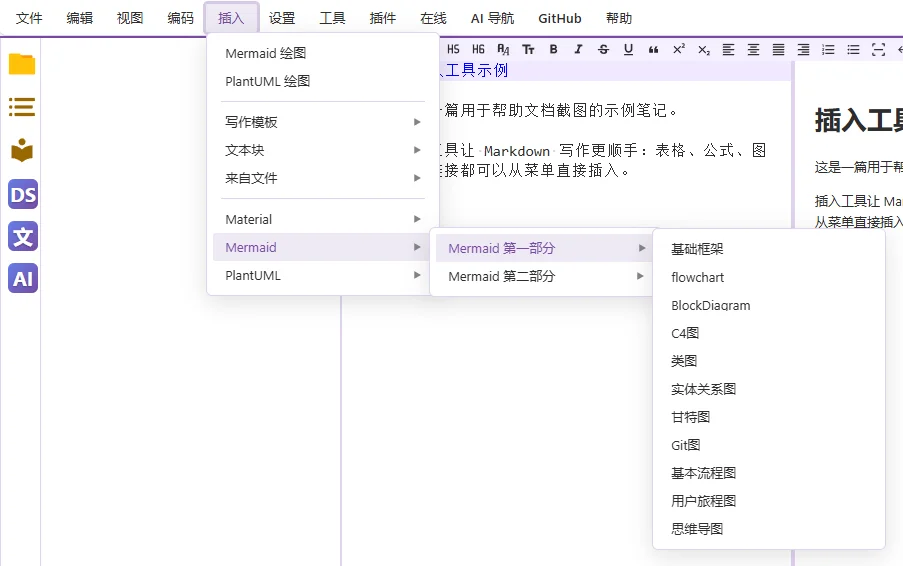 文件 编辑 视图 编码 插入 设置 工具 插件 在线 AI 导航 GitHub 帮助
H5 H6
Mermaid 绘图
PlantUML 绘图
写作模板
文本块
来自文件
Material
Mermaid
PlantUML
DS
文
AI
工具示例
篇用于帮助文档截图的示例笔记。
具让 Markdown 写作更顺手：表格、公式、图
接都可以从菜单直接插入。
Mermaid 第一部分
Mermaid 第二部分
基础框架
flowchart
BlockDiagram
C4图
类图
实体关系图
甘特图
Git图
基本流程图
用户旅程图
思维导图
插入工具
这是一篇用于帮
插入工具让 Mar
从菜单直接插入